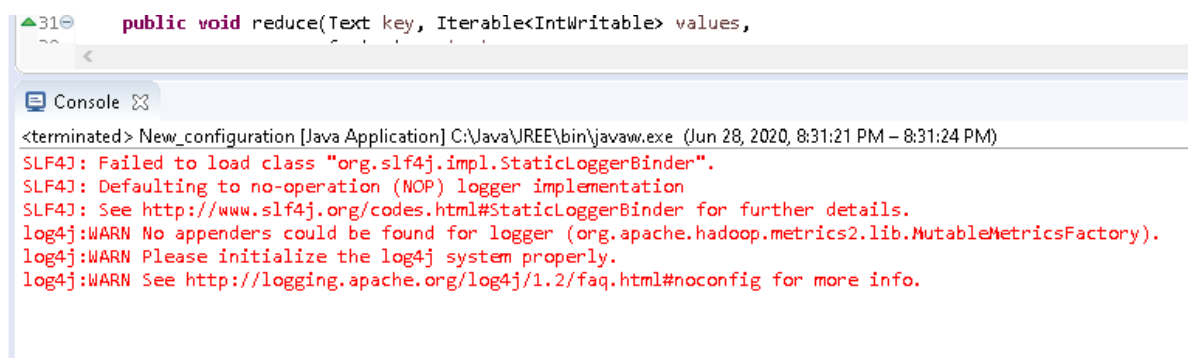 31 public void reduce(Text key, Iterable<IntWritable> values,
Console
<terminated> New_configuration [Java Application] C:\Java\JREE\bin\javaw.exe (Jun 28, 2020, 8:31:21 PM – 8:31:24 PM)
SLF4J: Failed to load class "org.slf4j.impl.StaticLoggerBinder".
SLF4J: Defaulting to no-operation (NOP) logger implementation
SLF4J: See http://www.slf4j.org/codes.html#StaticLoggerBinder for further details.
log4j:WARN No appenders could be found for logger (org.apache.hadoop.metrics2.lib.MutableMetricsFactory).
log4j:WARN Please initialize the log4j system properly.
log4j:WARN See http://logging.apache.org/log4j/1.2/faq.html#noconfig for more info.